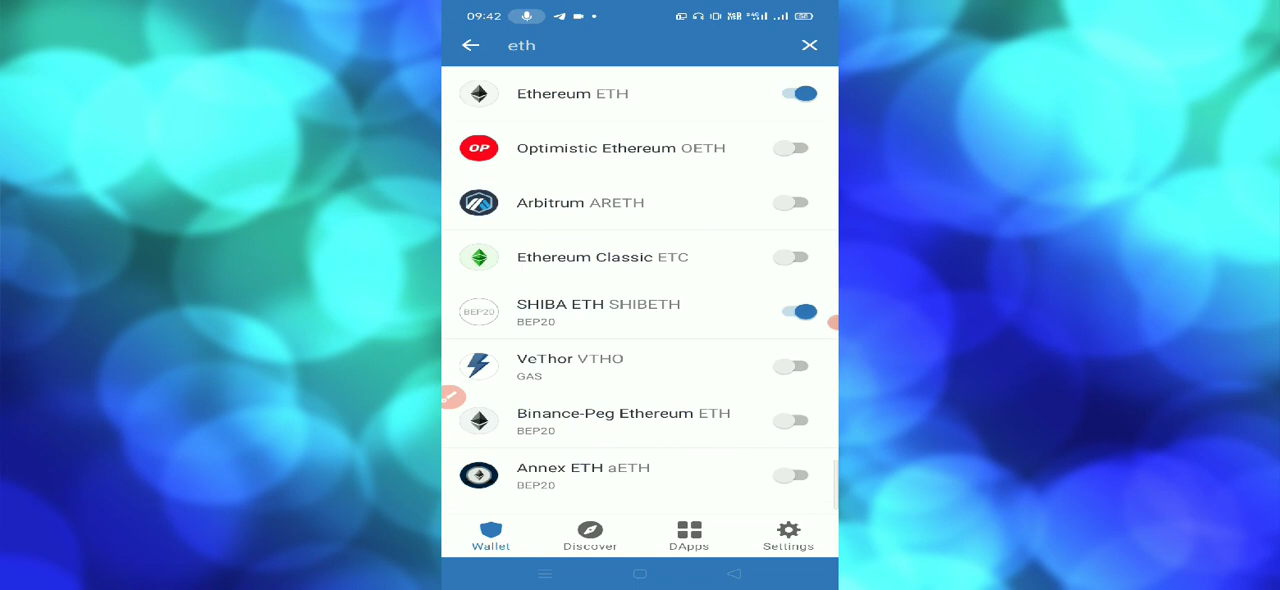 09:42
eth
Ethereum ETH
Optimistic Ethereum OETH
OP
Arbitrum ARETH
Ethereum Classic ETC
SHIBA ETH SHIBETH
BEP20
BEP20
VeThor VTHO
GAS
Binance-Peg Ethereum ETH
BEP20
Annex ETH aETH
BEP20
Wallet
Discover
DApps
Settings